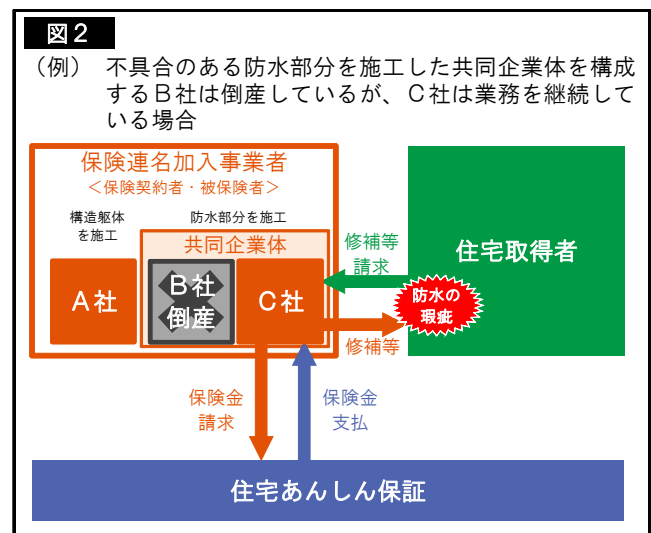 図2
（例） 不具合のある防水部分を施工した共同企業体を構成
するB社は倒産しているが、C社は業務を継続して
いる場合
保険連名加入事業者
<保険契約者・被保険者>
構造躯体
を施工
防水部分を施工
共同企業体
A社
B社
倒産
C社
修補等
請求
住宅取得者
防水の
瑕疵
修補等
保険金
請求
保険金
支払
住宅あんしん保証